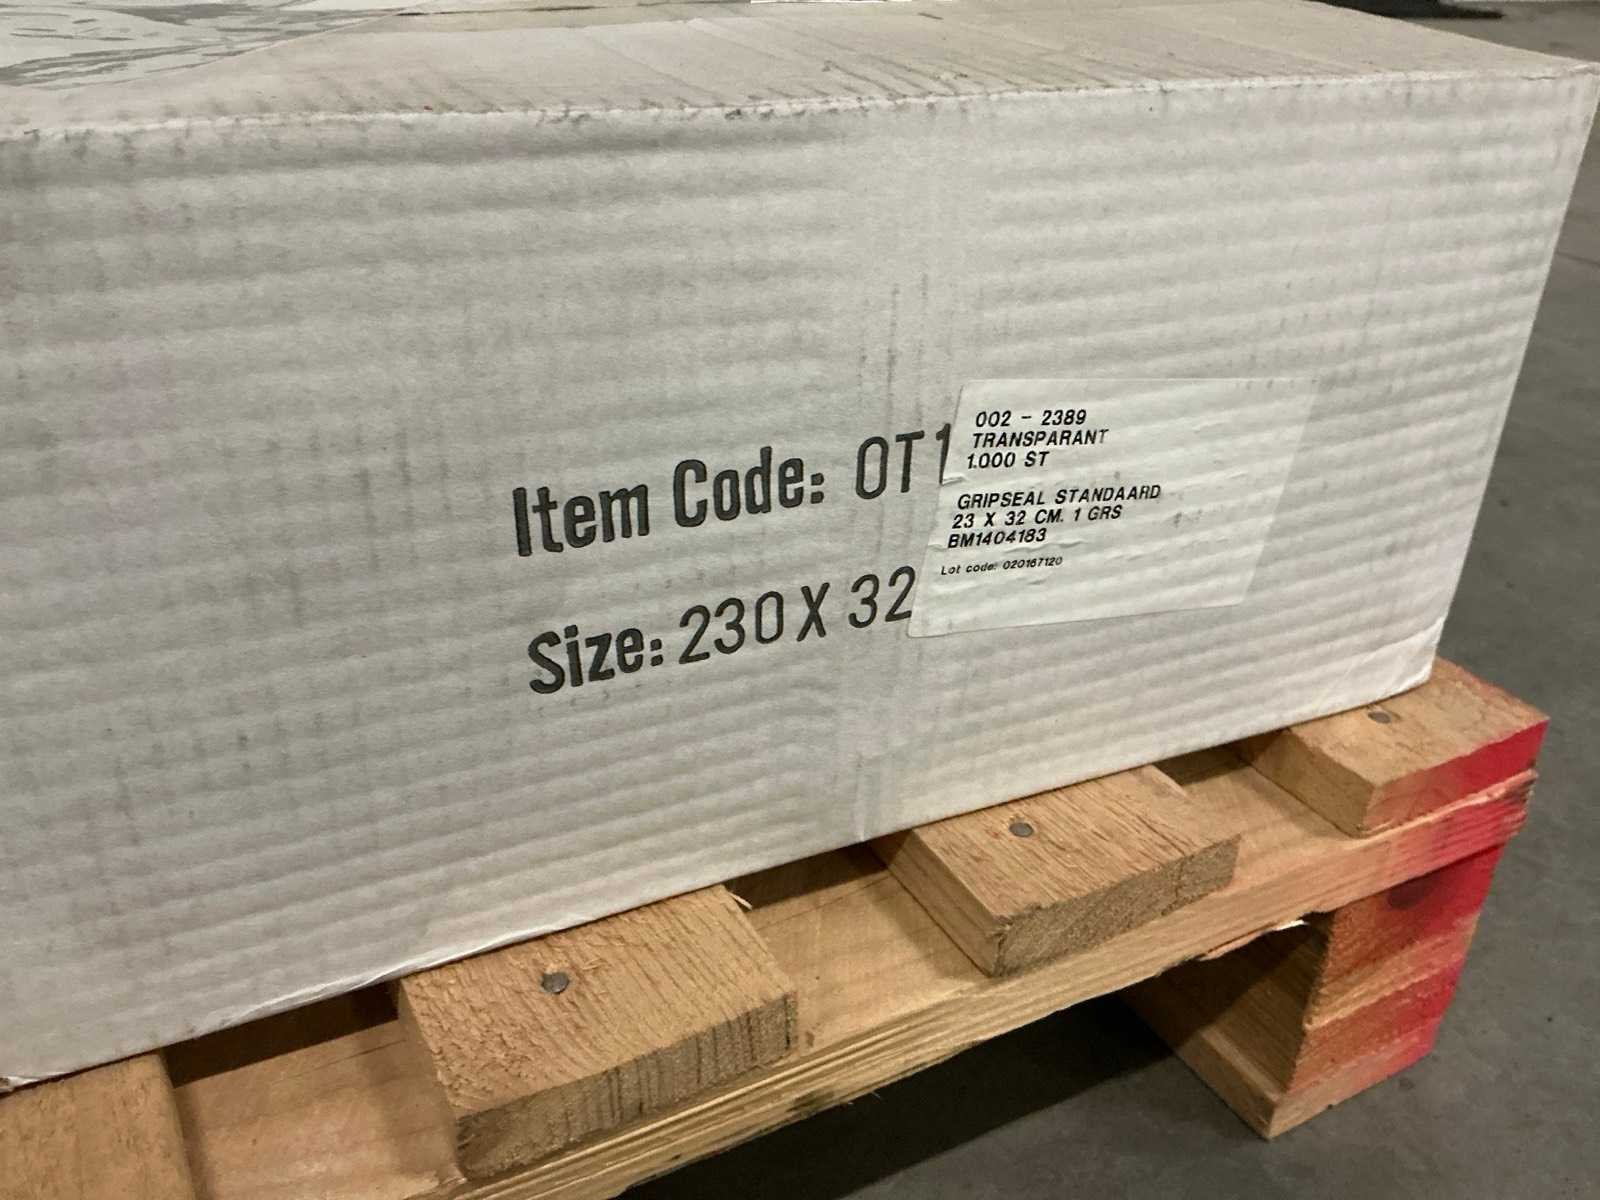 Item Code: OT1
Size: 230 X 32
002 - 2389
TRANSPARANT
1.000 ST
GRIPSEAL STANDAARD
23 X 32 CM. 1 GRS
BM1404183
Lot code: 020167120